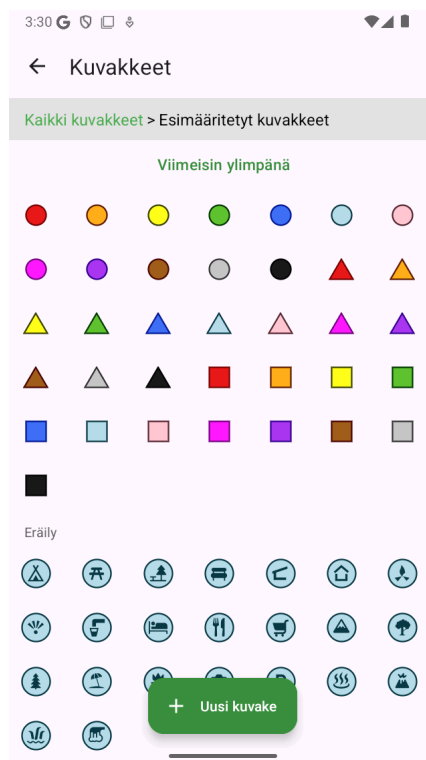 3:30
Kuvakkeet
Kaikki kuvakkeet > Esimääritetyt kuvakkeet
Viimeisin ylimpänä
Eräily
Uusi kuvake